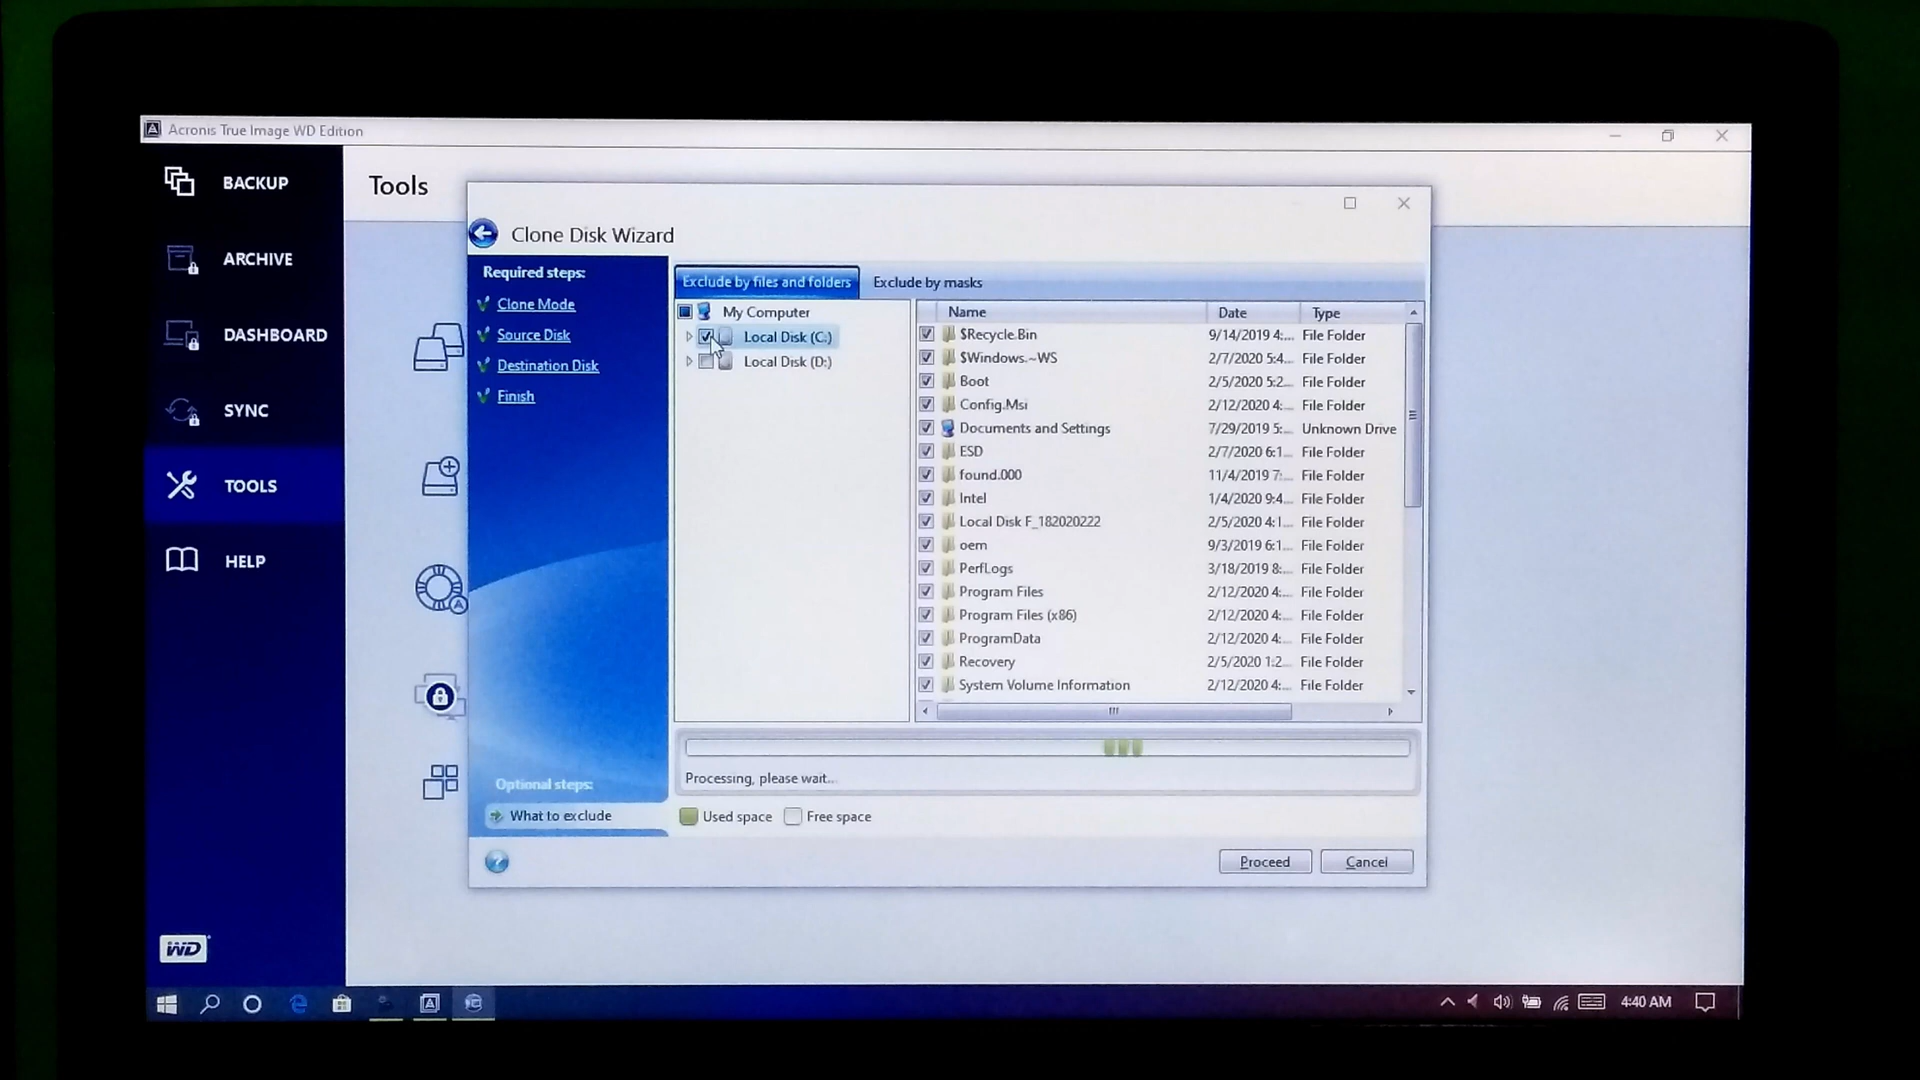 Acronis True Image WD Edition
BACKUP
ARCHIVE
DASHBOARD
SYNC
TOOLS
HELP
WD
Tools
Clone Disk Wizard
Required steps:
Clone Mode
Source Disk
Destination Disk
Finish
Optional steps:
What to exclude
Exclude by files and folders
Exclude by masks
My Computer
Local Disk (C:)
Local Disk (D:)
Name Date Type
$Recycle.Bin 9/14/2019 4:... File Folder
$Windows.~WS 2/7/2020 5:4... File Folder
Boot 2/5/2020 5:2... File Folder
Config.Msi 2/12/2020 4:... File Folder
Documents and Settings 7/29/2019 5:... Unknown Drive
ESD 2/7/2020 6:1... File Folder
found.000 11/4/2019 7:... File Folder
Intel 1/4/2020 9:4... File Folder
Local Disk F_182020222 2/5/2020 4:1... File Folder
oem 9/3/2019 6:1... File Folder
PerfLogs 3/18/2019 8:... File Folder
Program Files 2/12/2020 4:... File Folder
Program Files (x86) 2/12/2020 4:... File Folder
ProgramData 2/12/2020 4:... File Folder
Recovery 2/5/2020 1:2... File Folder
System Volume Information 2/12/2020 4:... File Folder
Processing, please wait...
Used space
Free space
Proceed
Cancel
4:40 AM